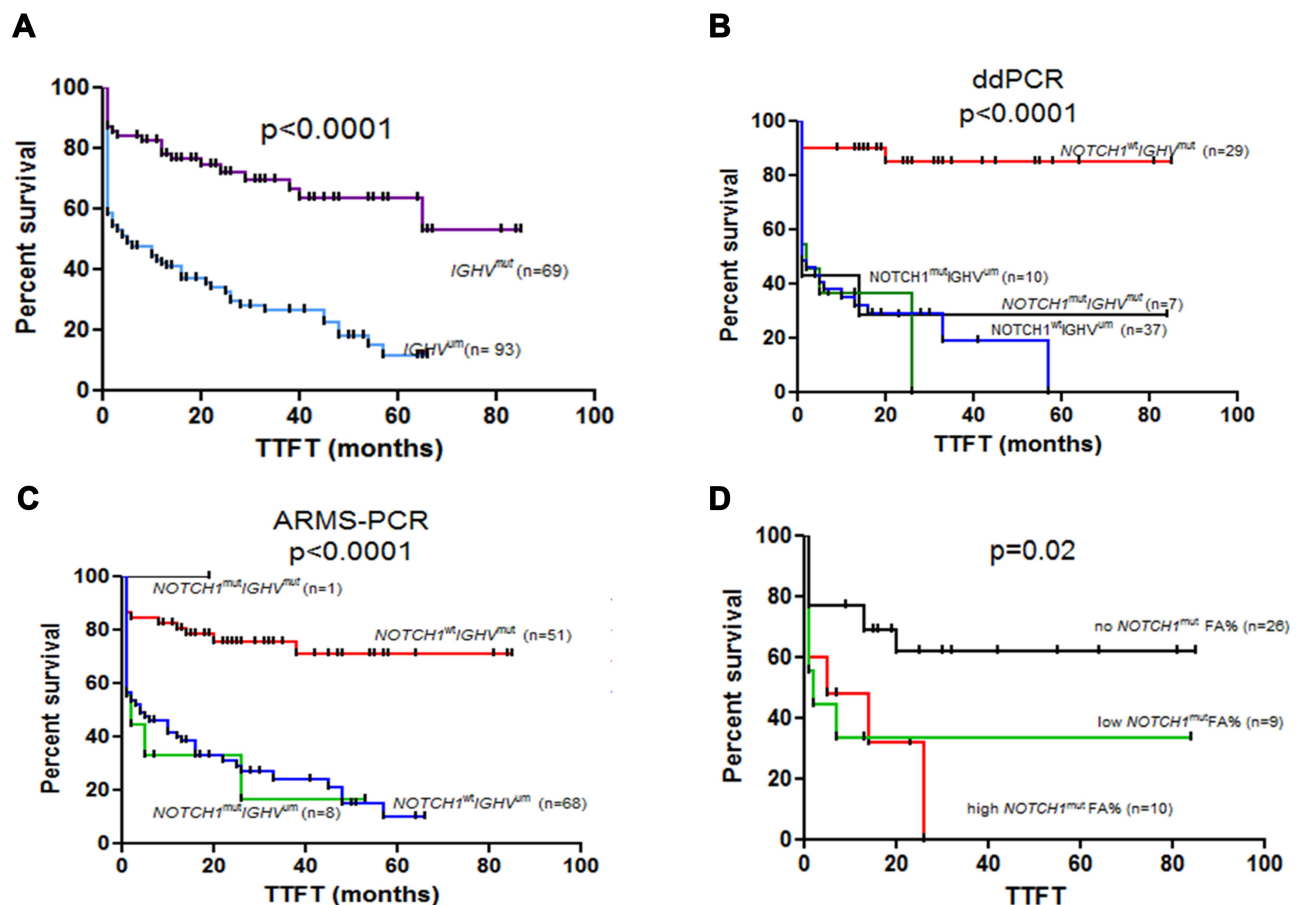 A
p<0.0001
100
80
60
40
20
0
Percent survival
IGHVmut (n=69)
IGHVum(n= 93)
0 20 40 60 80 100
TTFT (months)
B
ddPCR
p<0.0001
100
80
60
40
20
0
Percent survival
NOTCH1wtIGHVmut (n=29)
NOTCH1mutIGHVum(n=10)
NOTCH1mutIGHVmut(n=7)
NOTCH1wtIGHVum (n=37)
0 20 40 60 80 100
TTFT (months)
C
ARMS-PCR
p<0.0001
100
80
60
40
20
0
Percent survival
NOTCH1mutIGHVmut (n=1)
NOTCH1wtIGHVmut (n=51)
NOTCH1mutIGHVum(n=8)
NOTCH1wtIGHVum (n=68)
0 20 40 60 80 100
TTFT (months)
D
p=0.02
100
80
60
40
20
0
Percent survival
no NOTCH1mut FA% (n=26)
low NOTCH1mutFA% (n=9)
high NOTCH1mut FA% (n=10)
0 20 40 60 80 100
TTFT